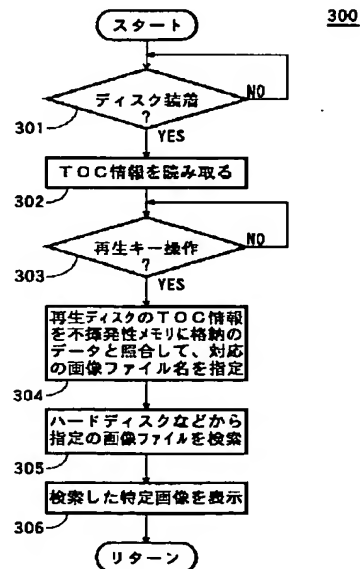 300
スタート
ディスク装着
?
NO
301
YES
TOC情報を読み取る
302
再生キー操作
?
NO
303
YES
再生ディスクのTOC情報
を不揮発性メモリに格納の
データと照合して、対応
の画像ファイル名を指定
304
ハードディスクなどから
指定の画像ファイルを検索
305
検索した特定画像を表示
306
リターン